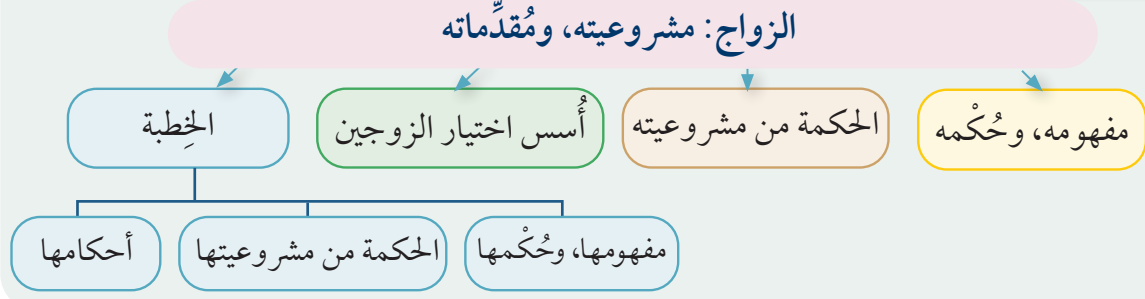 الزواج: مشروعيته، ومُقدِّماته
مفهومه، وحُكْمه
الحكمة من مشروعيته
أُسس اختيار الزوجين
الخِطبة
مفهومها، وحُكْمها
الحكمة من مشروعيتها
أحكامها